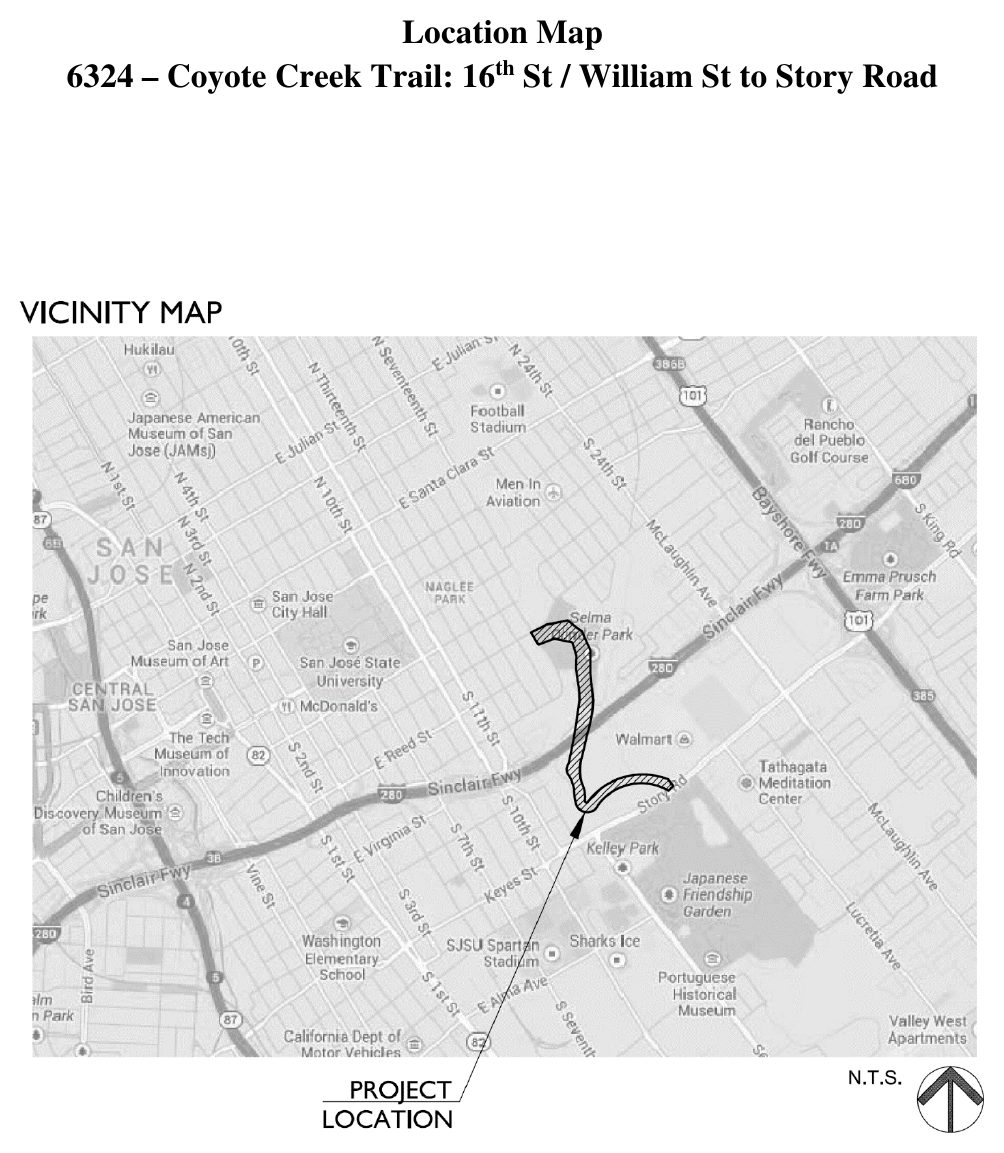 Location Map
6324 – Coyote Creek Trail: 16th St / William St to Story Road
VICINITY MAP
Hukilau
Japanese American
Museum of San
Jose (JAMsj)
N Thirteenth St
N Seventeenth St
E Julian St
N 24th St
Football
Stadium
386B
101
Rancho
del Pueblo
Golf Course
E Julian St
E Santa Clara St
S 24th St
Men In
Aviation
N 1st St
N 4th St
N 3rd St
N 2nd St
N 10th St
680
280
1A
S King Rd
Bayshore Fwy
McLaughlin Ave
87
6B
SAN
JOSE
Emma Prusch
Farm Park
NAGLEE
PARK
San Jose
City Hall
Selma
Park
101
Sinclair Fwy
San Jose
Museum of Art
P
San José State
University
280
385
CENTRAL
SAN JOSE
McDonald's
S 11th St
The Tech
Museum of
Innovation
82
S 2nd St
E Reed St
Walmart
Tathagata
Meditation
Center
5
280
Sinclair Fwy
Story Rd
Children's
Discovery Museum
of San Jose
S 10th St
E Virginia St
S 7th St
S 1st St
McLaughlin Ave
3B
Kelley Park
Sinclair Fwy
Vine St
Keyes St
Japanese
Friendship
Garden
4
S 3rd St
Lucretia Ave
280
Washington
Elementary
School
SJSU Spartan
Stadium
Sharks Ice
Bird Ave
5
S 1st St
E Alma Ave
Portuguese
Historical
Museum
87
S Seventh
Valley West
Apartments
California Dept of
Motor Vehicles
82
N.T.S.
PROJECT
LOCATION